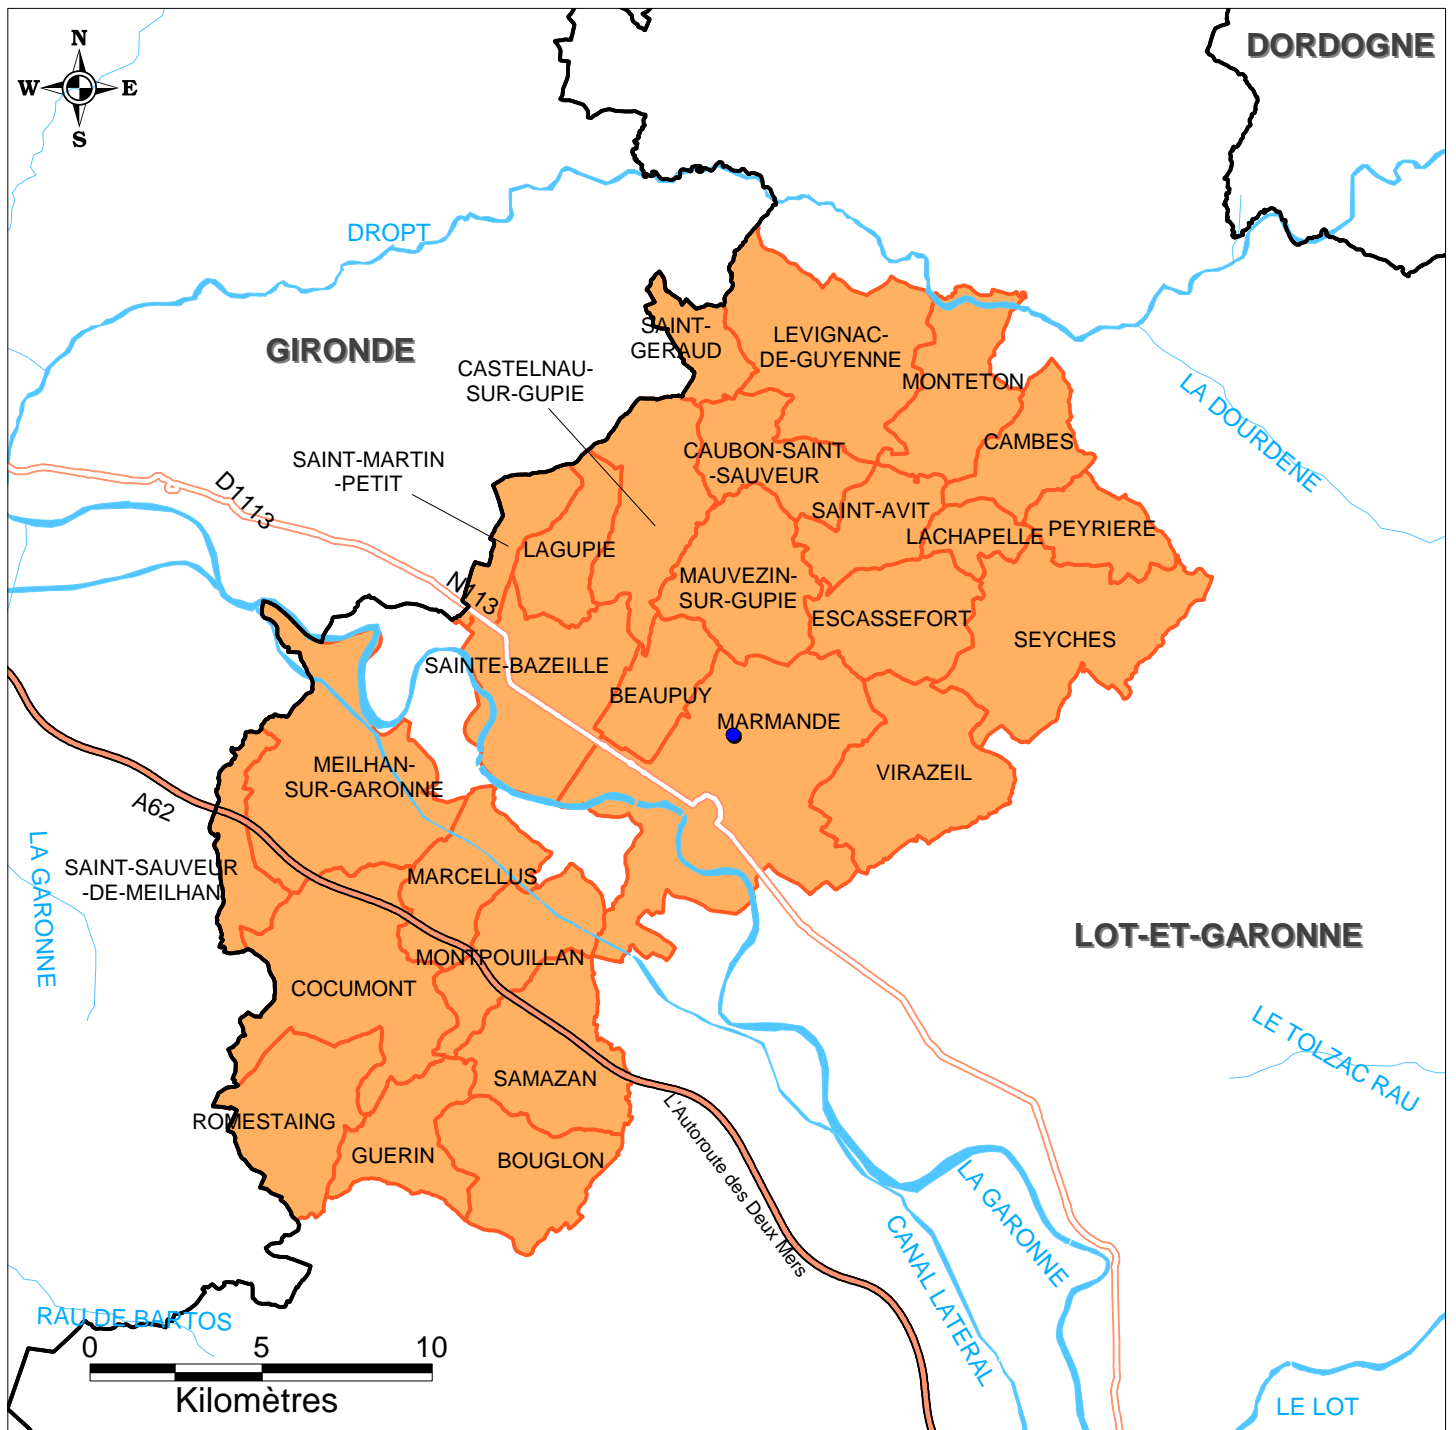 DORDOGNE
N
W
E
S
DROPT
GIRONDE
SAINT-
GERAUD
LEVIGNAC-
DE-GUYENNE
CASTELNAU-
SUR-GUPIE
MONTETON
LA DOURDENE
SAINT-MARTIN
-PETIT
CAUBON-SAINT
-SAUVEUR
CAMBES
D1113
SAINT-AVIT
LACHAPELLE
PEYRIERE
LAGUPIE
N113
MAUVEZIN-
SUR-GUPIE
ESCASSEFORT
SEYCHES
SAINTE-BAZEILLE
BEAUPUY
MARMANDE
VIRAZEIL
MEILHAN-
SUR-GARONNE
A62
LA GARONNE
SAINT-SAUVEUR
-DE-MEILHAN
MARCELLUS
LOT-ET-GARONNE
MONTPOUILLAN
COCUMONT
LE TOLZAC RAU
SAMAZAN
ROMESTAING
L'Autoroute des Deux Mers
GUERIN
BOUGLON
LA GARONNE
CANAL LATERAL
RAU DE BARTOS
0 5 10
Kilomètres
LE LOT